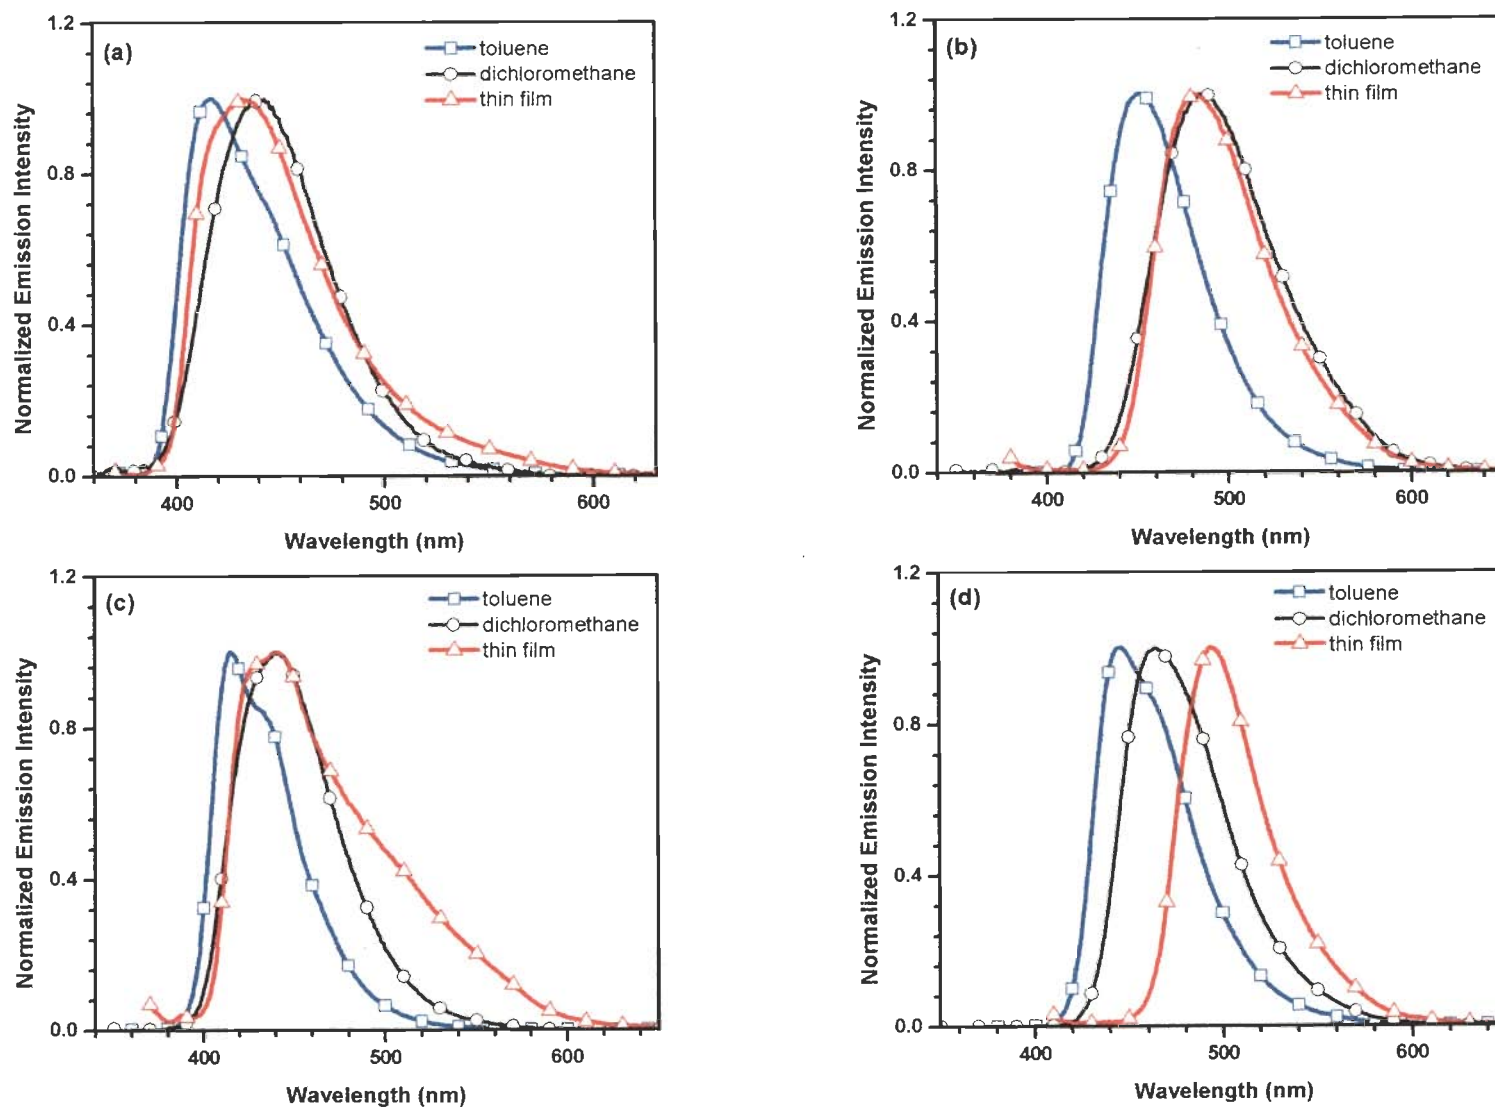 (a)
toluene
dichloromethane
thin film
1.2
0.8
0.4
0.0
Normalized Emission Intensity
400 500 600
Wavelength (nm)
(b)
toluene
dichloromethane
thin film
1.2
0.8
0.4
0.0
Normalized Emission Intensity
400 500 600
Wavelength (nm)
(c)
toluene
dichloromethane
thin film
1.2
0.8
0.4
0.0
Normalized Emission Intensity
400 500 600
Wavelength (nm)
(d)
toluene
dichloromethane
thin film
1.2
0.8
0.4
0.0
Normalized Emission Intensity
400 500 600
Wavelength (nm)